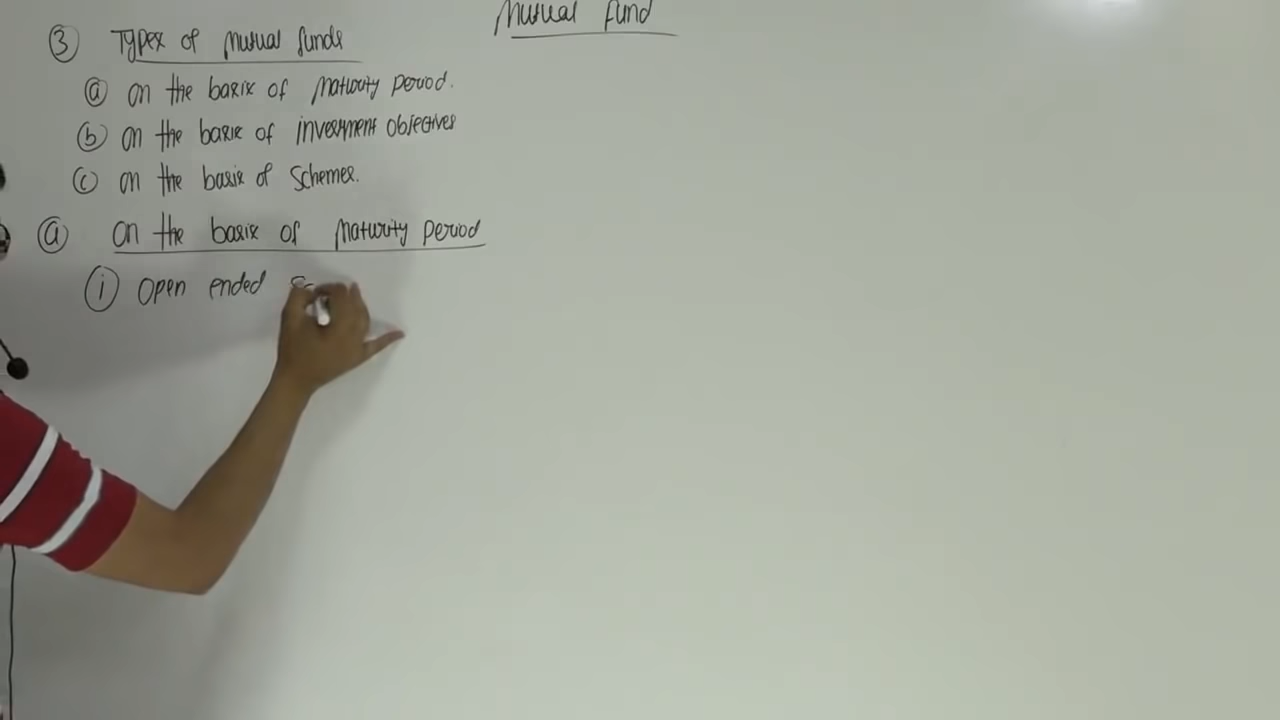 Mutual Fund
③ Types of Mutual funds
ⓐ on the basis of Maturity period.
ⓑ on the basis of investment objectives
ⓒ on the basis of Schemes.
ⓐ on the basis of Maturity period
ⓘ Open ended